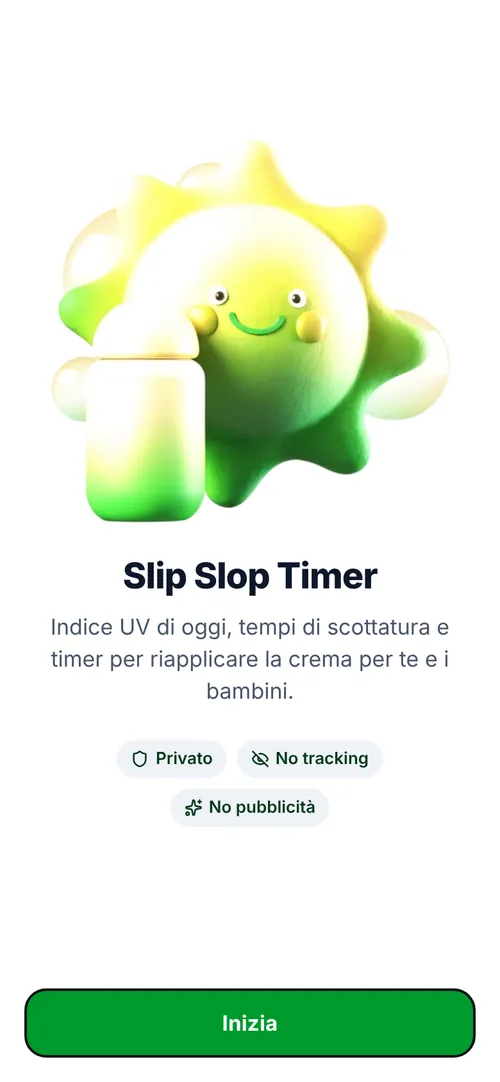 Slip Slop Timer
Indice UV di oggi, tempi di scottatura e
timer per riapplicare la crema per te e i
bambini.
Privato
No tracking
No pubblicità
Inizia